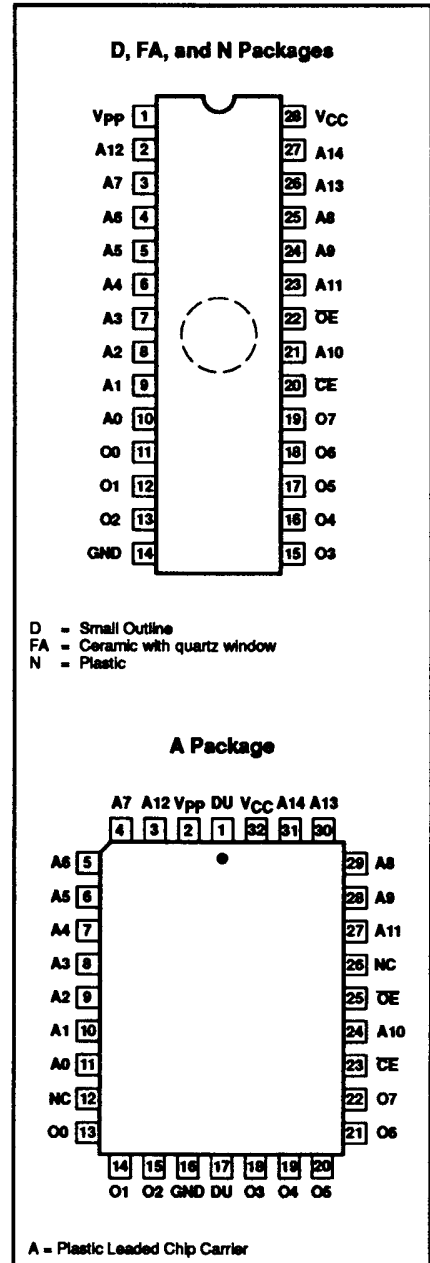 D, FA, and N Packages
VPP 1 28 VCC
A12 2 27 A14
A7 3 26 A13
A6 4 25 A8
A5 5 24 A9
A4 6 23 A11
A3 7 22 OE
A2 8 21 A10
A1 9 20 CE
A0 10 19 O7
O0 11 18 O6
O1 12 17 O5
O2 13 16 O4
GND 14 15 O3
D = Small Outline
FA = Ceramic with quartz window
N = Plastic
A Package
A7 A12 VPP DU VCC A14 A13
4 3 2 1 32 31 30
A6 5 29 A8
A5 6 28 A9
A4 7 27 A11
A3 8 26 NC
A2 9 25 OE
A1 10 24 A10
A0 11 23 CE
NC 12 22 O7
O0 13 21 O6
14 15 16 17 18 19 20
O1 O2 GND DU O3 O4 O5
A = Plastic Leaded Chip Carrier